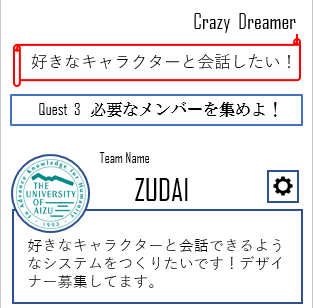 Crazy Dreamer
好きなキャラクターと会話したい！
Quest 3 必要なメンバーを集めよ！
Team Name
ZUDAI
to Advance Knowledge for Humanity
THE
UNIVERSITY
OF AIZU
1993
好きなキャラクターと会話できるよう
なシステムをつくりたいです！デザイ
ナー募集してます。